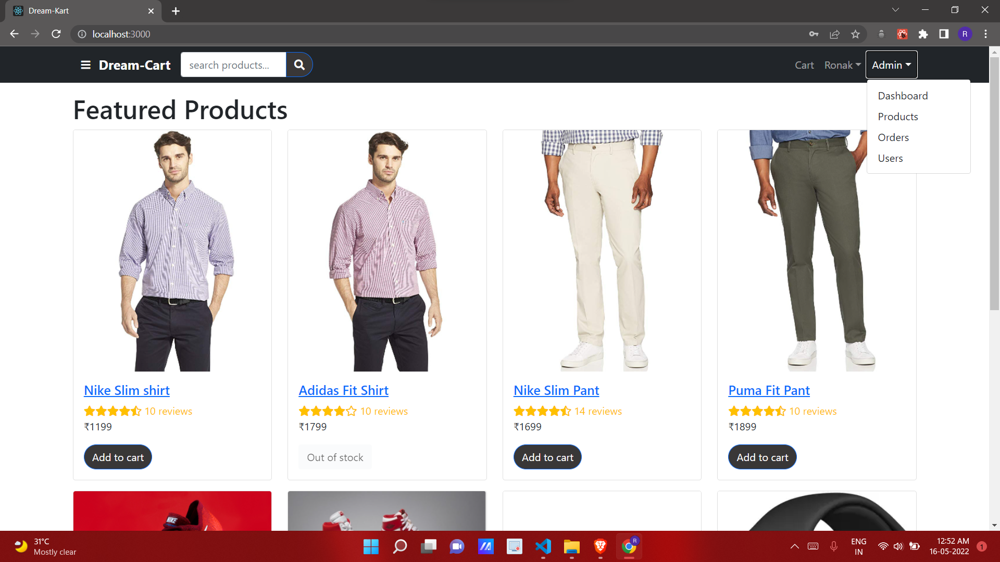 Dream-Kart
localhost:3000
R
Dream-Cart
search products...
Cart
Ronak
Admin
Dashboard
Products
Orders
Users
Featured Products
Nike Slim shirt
10 reviews
₹1199
Add to cart
Adidas Fit Shirt
10 reviews
₹1799
Out of stock
Nike Slim Pant
14 reviews
₹1699
Add to cart
Puma Fit Pant
10 reviews
₹1899
Add to cart
NIKE
31°C
Mostly clear
R
ENG
IN
12:52 AM
16-05-2022
1